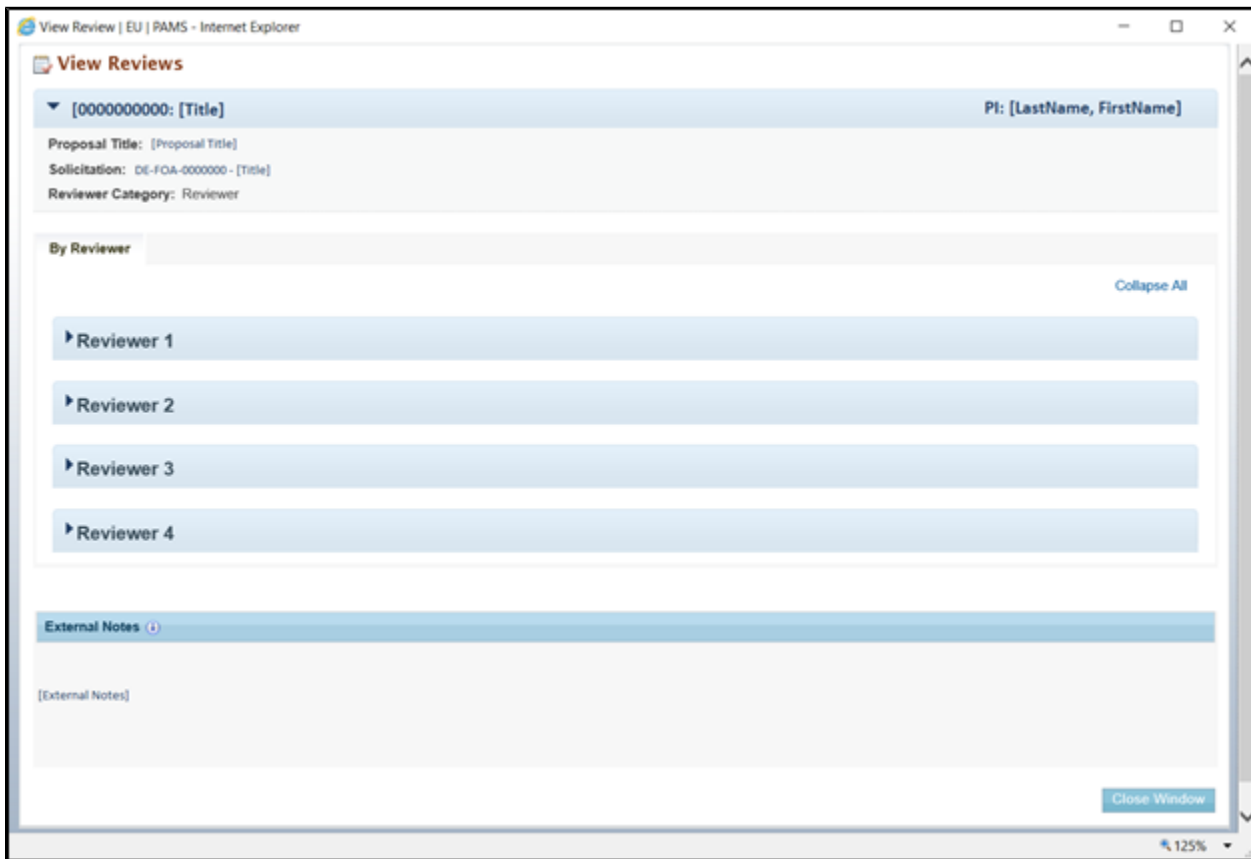 View Review | EU | PAMS - Internet Explorer
View Reviews
[0000000000: [Title] PI: [LastName, FirstName]
Proposal Title: [Proposal Title]
Solicitation: DE-FOA-0000000 - [Title]
Reviewer Category: Reviewer
By Reviewer
Collapse All
Reviewer 1
Reviewer 2
Reviewer 3
Reviewer 4
External Notes
[External Notes]
Close Window
125%